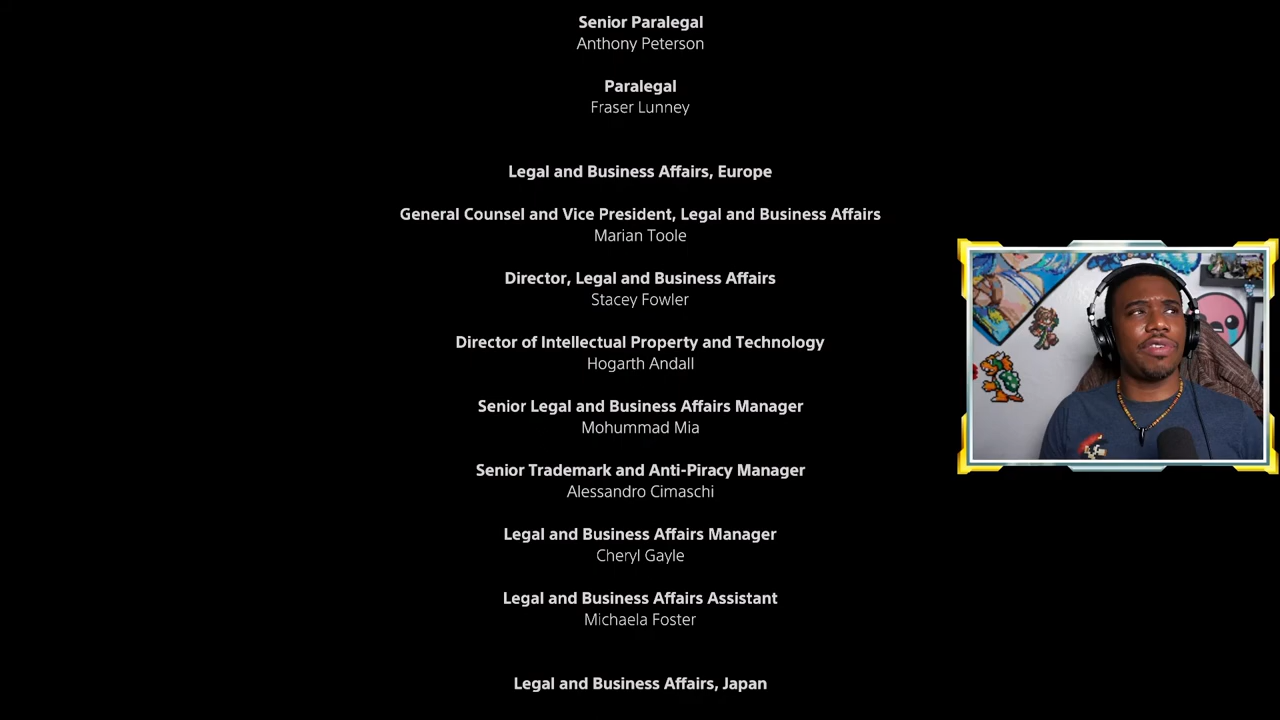 Senior Paralegal
Anthony Peterson
Paralegal
Fraser Lunney
Legal and Business Affairs, Europe
General Counsel and Vice President, Legal and Business Affairs
Marian Toole
Director, Legal and Business Affairs
Stacey Fowler
Director of Intellectual Property and Technology
Hogarth Andall
Senior Legal and Business Affairs Manager
Mohummad Mia
Senior Trademark and Anti-Piracy Manager
Alessandro Cimaschi
Legal and Business Affairs Manager
Cheryl Gayle
Legal and Business Affairs Assistant
Michaela Foster
Legal and Business Affairs, Japan